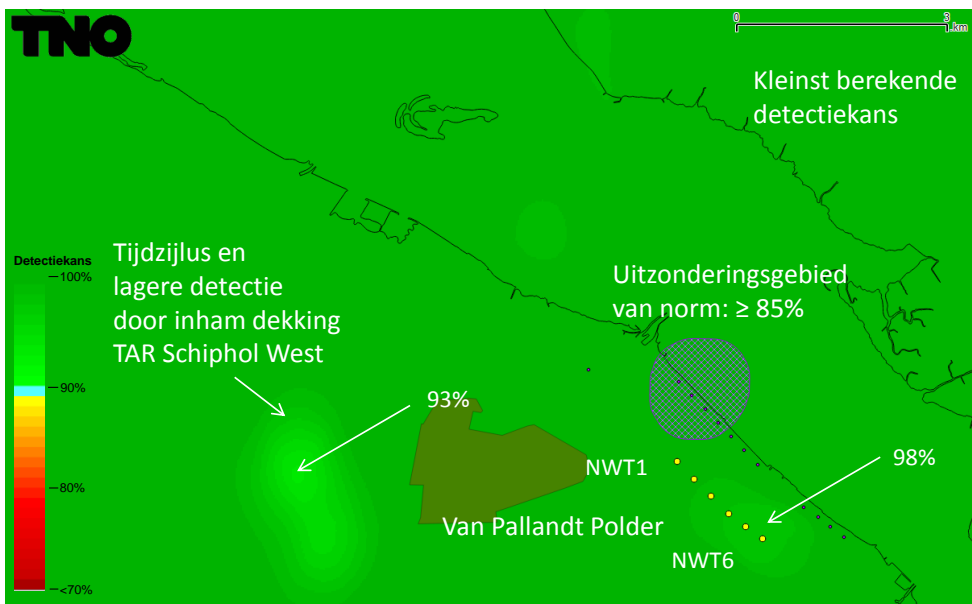 TNO
0 3
km
Kleinst berekende
detectiekans
Tijdzijlus en
lagere detectie
door inham dekking
TAR Schiphol West
Uitzonderingsgebied
van norm: ≥ 85%
Detectiekans
100%
90%
80%
<70%
93%
NWT1
98%
Van Pallandt Polder
NWT6